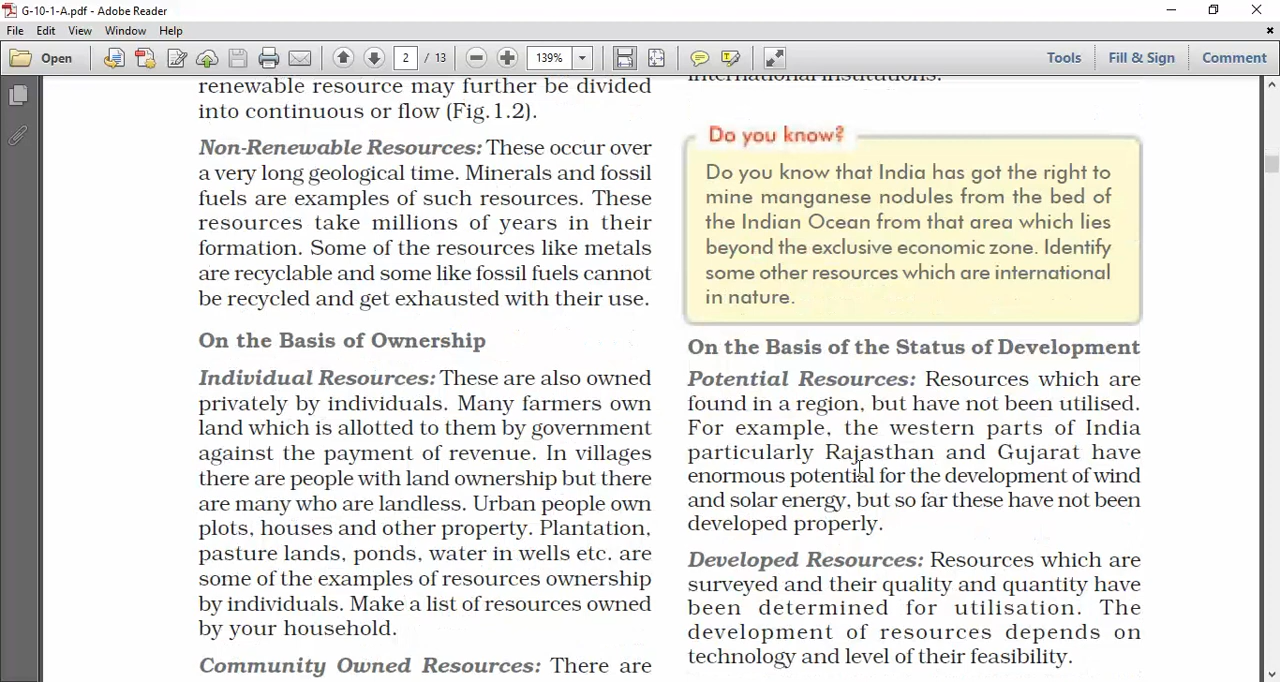 G-10-1-A.pdf - Adobe Reader
File Edit View Window Help
Open 2 / 13 139% Tools Fill & Sign Comment
renewable resource may further be divided
into continuous or flow (Fig.1.2).
Non-Renewable Resources: These occur over
a very long geological time. Minerals and fossil
fuels are examples of such resources. These
resources take millions of years in their
formation. Some of the resources like metals
are recyclable and some like fossil fuels cannot
be recycled and get exhausted with their use.
On the Basis of Ownership
Individual Resources: These are also owned
privately by individuals. Many farmers own
land which is allotted to them by government
against the payment of revenue. In villages
there are people with land ownership but there
are many who are landless. Urban people own
plots, houses and other property. Plantation,
pasture lands, ponds, water in wells etc. are
some of the examples of resources ownership
by individuals. Make a list of resources owned
by your household.
Community Owned Resources: There are
international institutions.
Do you know?
Do you know that India has got the right to
mine manganese nodules from the bed of
the Indian Ocean from that area which lies
beyond the exclusive economic zone. Identify
some other resources which are international
in nature.
On the Basis of the Status of Development
Potential Resources: Resources which are
found in a region, but have not been utilised.
For example, the western parts of India
particularly Rajasthan and Gujarat have
enormous potential for the development of wind
and solar energy, but so far these have not been
developed properly.
Developed Resources: Resources which are
surveyed and their quality and quantity have
been determined for utilisation. The
development of resources depends on
technology and level of their feasibility.